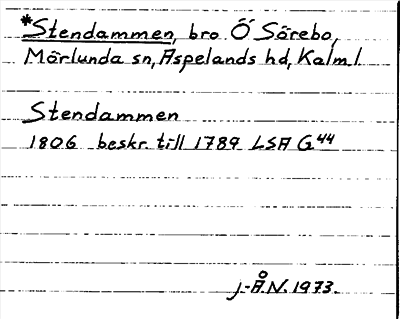 *Stendammen, bro Ö Sörebo,
Mörlunda sn, Aspelands hd, Kalm. l.
Stendammen
1806 beskr. till 1789 LSA G44
J-Å.N. 1973.